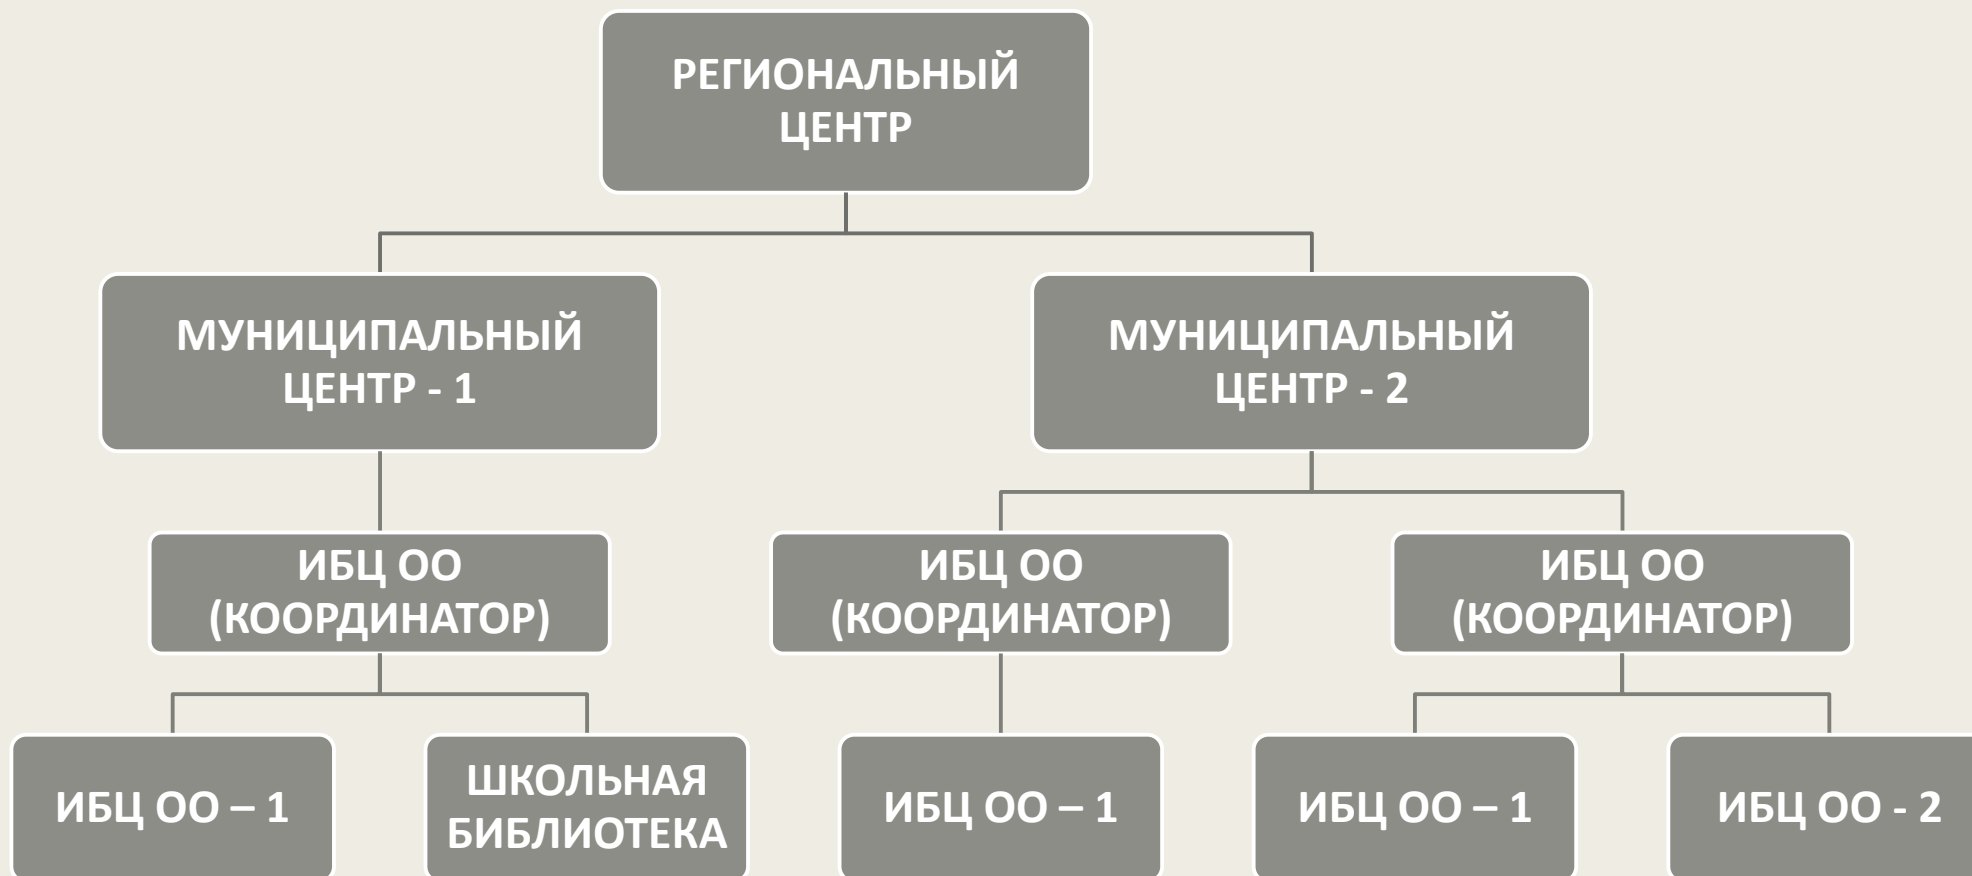 РЕГИОНАЛЬНЫЙ
ЦЕНТР
МУНИЦИПАЛЬНЫЙ
ЦЕНТР - 1
МУНИЦИПАЛЬНЫЙ
ЦЕНТР - 2
ИБЦ ОО
(КООРДИНАТОР)
ИБЦ ОО
(КООРДИНАТОР)
ИБЦ ОО
(КООРДИНАТОР)
ИБЦ ОО – 1
ШКОЛЬНАЯ
БИБЛИОТЕКА
ИБЦ ОО – 1
ИБЦ ОО – 1
ИБЦ ОО - 2